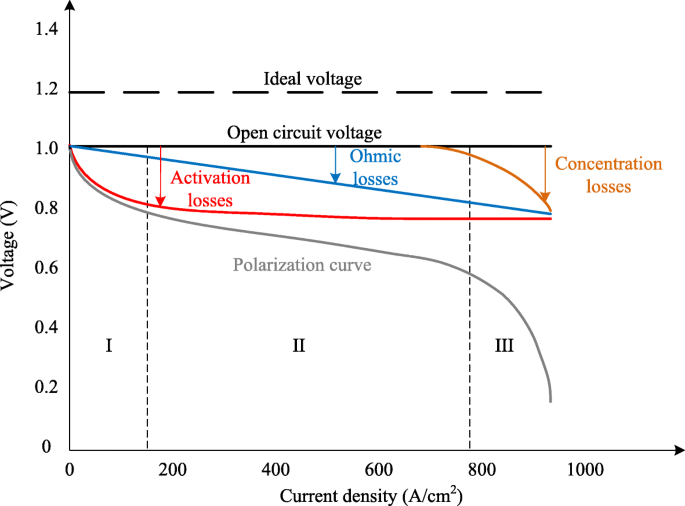 1.4
Ideal voltage
1.2
Open circuit voltage
1.0
Ohmic
losses
Concentration
losses
Activation
losses
0.8
Voltage (V)
Polarization curve
0.6
0.4
I
II
III
0.2
0
0
200
400
600
800
1000
Current density (A/cm²)